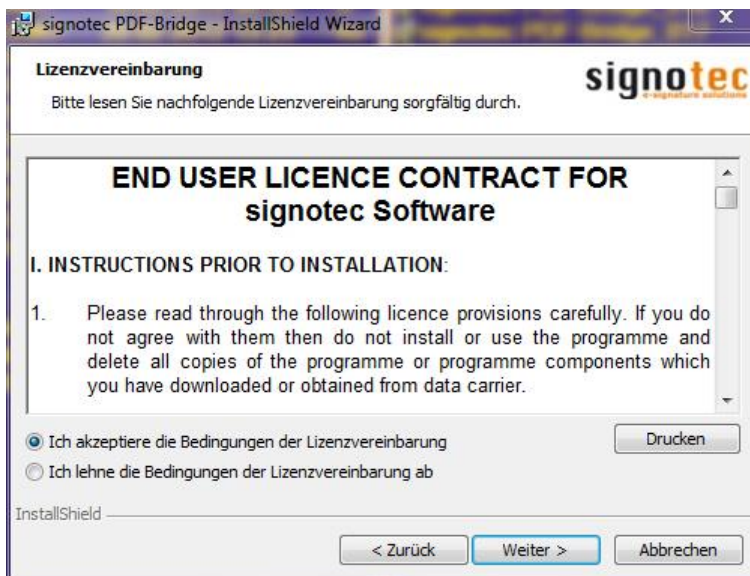 signotec PDF-Bridge - InstallShield Wizard
X
Lizenzvereinbarung
Bitte lesen Sie nachfolgende Lizenzvereinbarung sorgfältig durch.
signotec
e-signature solutions
END USER LICENCE CONTRACT FOR
signotec Software
I. INSTRUCTIONS PRIOR TO INSTALLATION:
1. Please read through the following licence provisions carefully. If you do
not agree with them then do not install or use the programme and
delete all copies of the programme or programme components which
you have downloaded or obtained from data carrier.
Ich akzeptiere die Bedingungen der Lizenzvereinbarung
Drucken
Ich lehne die Bedingungen der Lizenzvereinbarung ab
InstallShield
< Zurück Weiter > Abbrechen